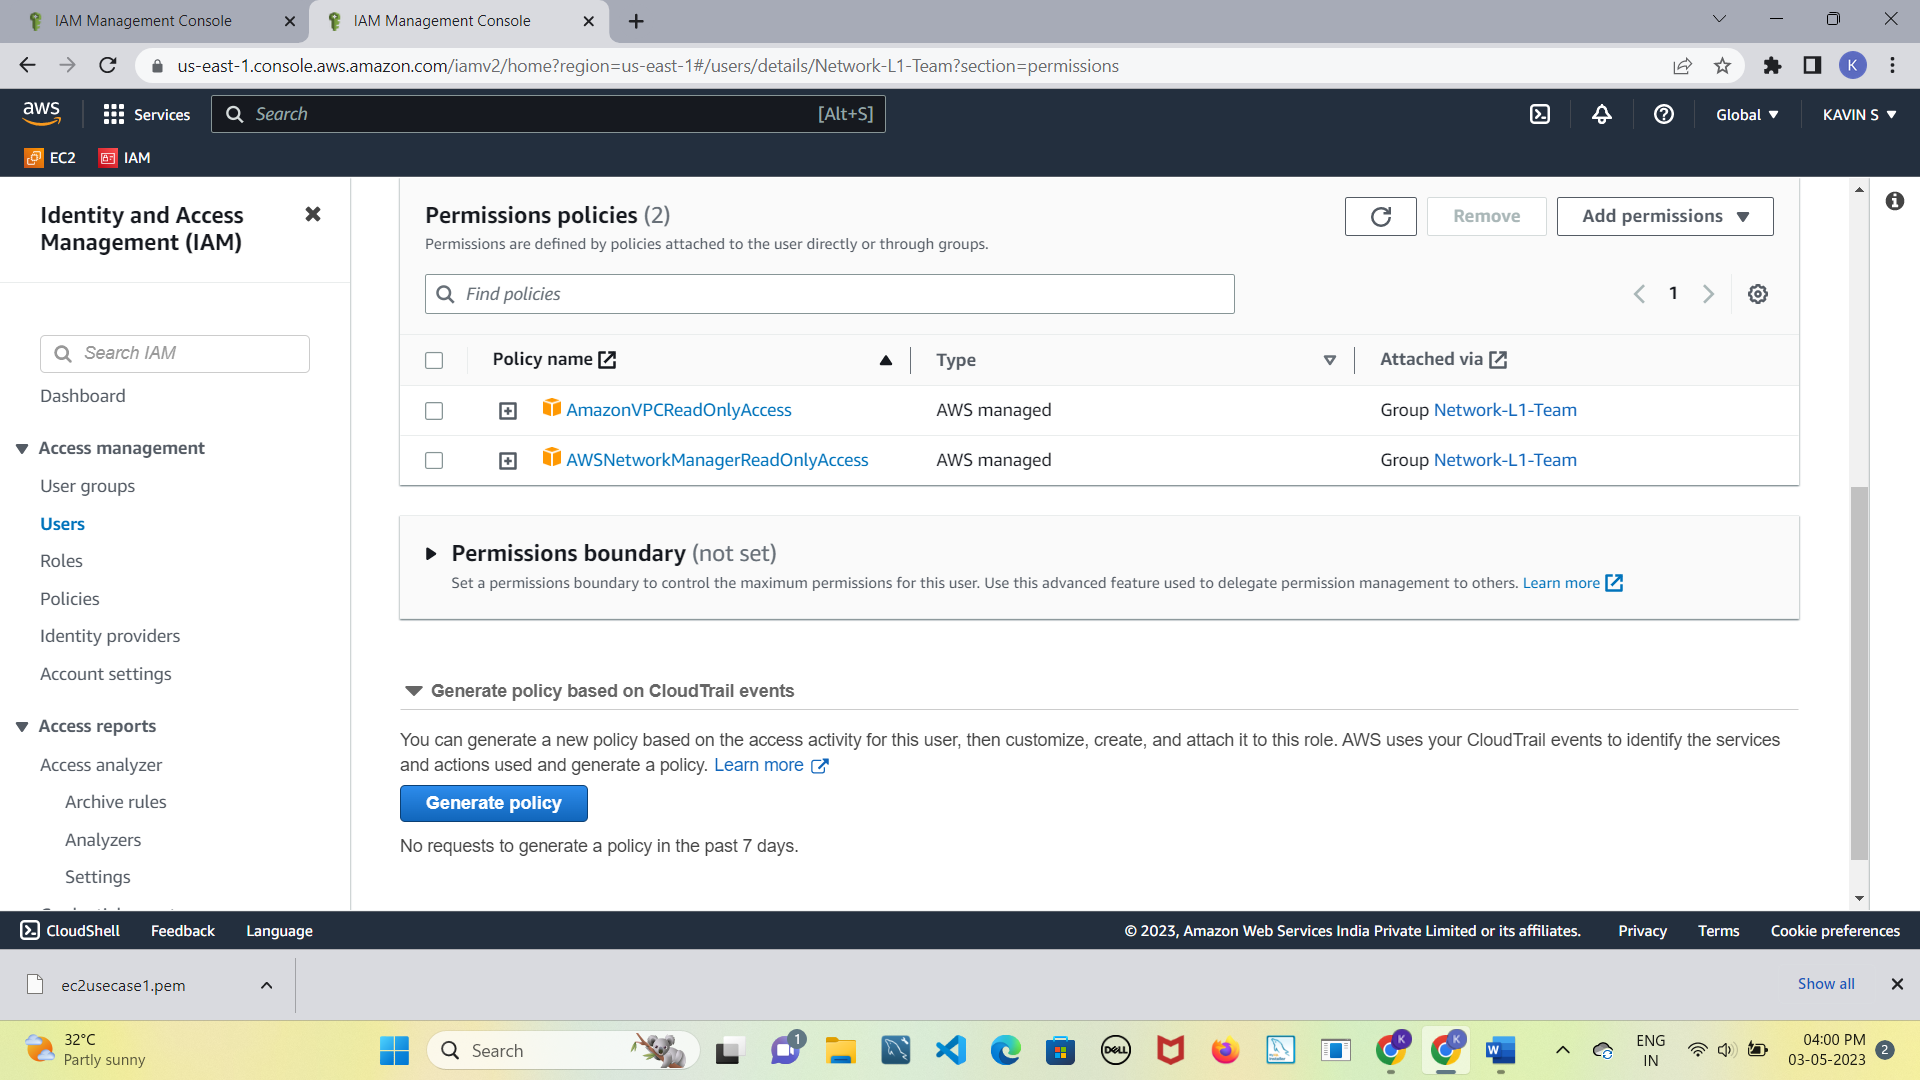 IAM Management Console
IAM Management Console
us-east-1.console.aws.amazon.com/iamv2/home?region=us-east-1#/users/details/Network-L1-Team?section=permissions
K
aws
Services
Search
[Alt+S]
Global
KAVIN S
EC2
IAM
Identity and Access
Management (IAM)
Search IAM
Dashboard
Access management
User groups
Users
Roles
Policies
Identity providers
Account settings
Access reports
Access analyzer
Archive rules
Analyzers
Settings
Permissions policies (2)
Permissions are defined by policies attached to the user directly or through groups.
Remove
Add permissions
Find policies
1
Policy name
Type
Attached via
AmazonVPCReadOnlyAccess
AWS managed
Group Network-L1-Team
AWSNetworkManagerReadOnlyAccess
AWS managed
Group Network-L1-Team
Permissions boundary (not set)
Set a permissions boundary to control the maximum permissions for this user. Use this advanced feature used to delegate permission management to others. Learn more
Generate policy based on CloudTrail events
You can generate a new policy based on the access activity for this user, then customize, create, and attach it to this role. AWS uses your CloudTrail events to identify the services
and actions used and generate a policy. Learn more
Generate policy
No requests to generate a policy in the past 7 days.
CloudShell
Feedback
Language
© 2023, Amazon Web Services India Private Limited or its affiliates.
Privacy
Terms
Cookie preferences
ec2usecase1.pem
Show all
32°C
Partly sunny
Search
1
DELL
K
K
W
ENG
IN
04:00 PM
03-05-2023
2